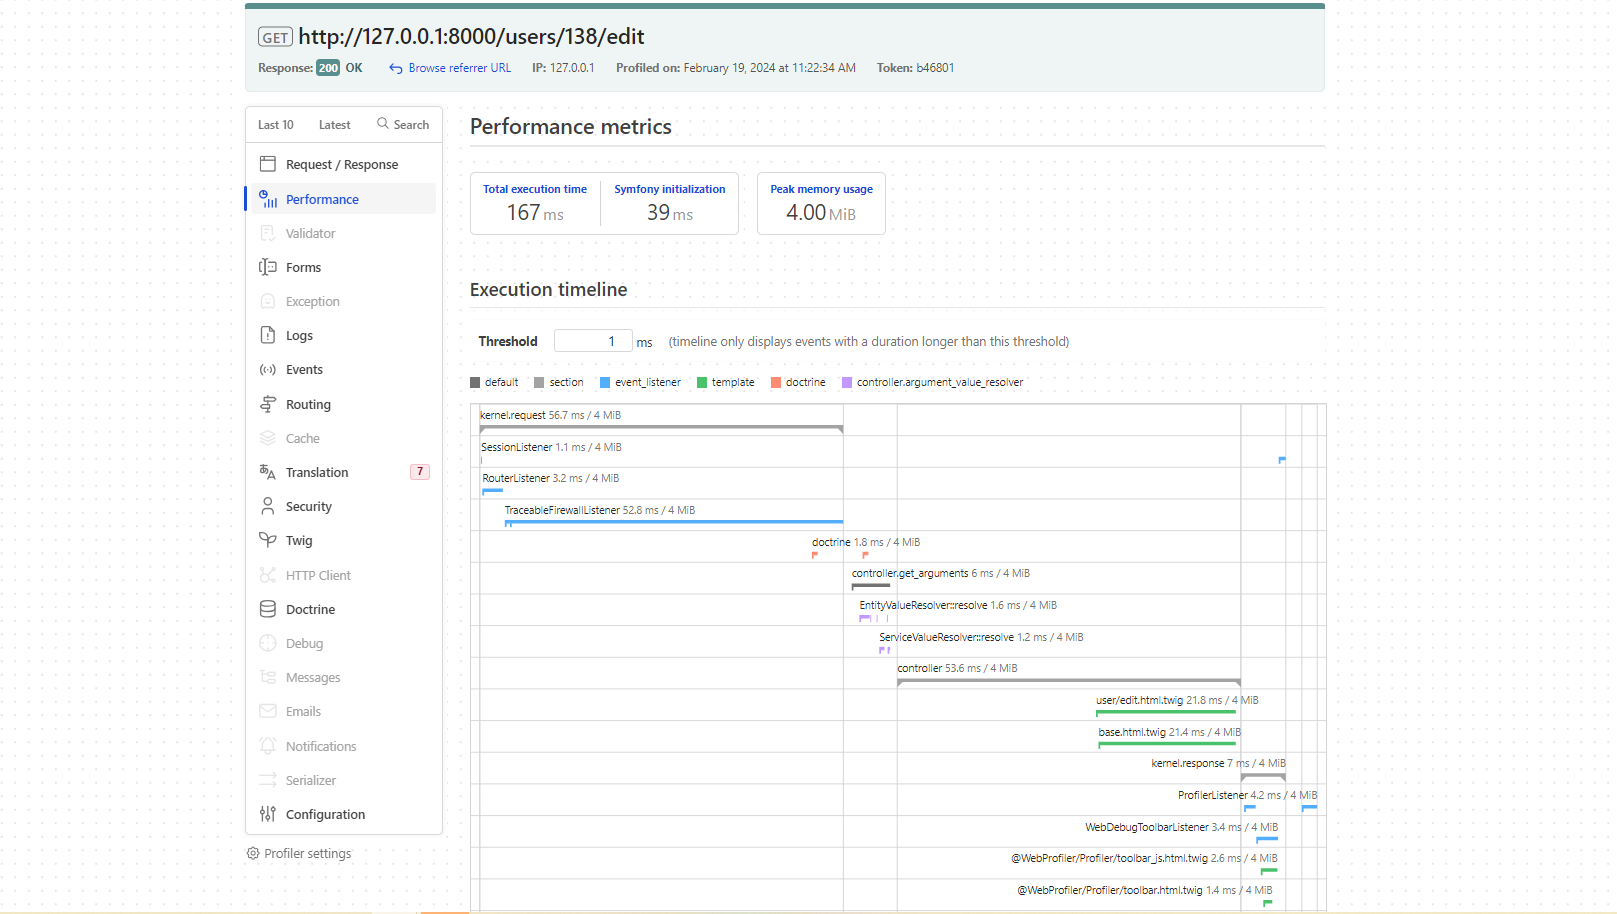 GET http://127.0.0.1:8000/users/138/edit
Response: 200 OK Browse referrer URL IP: 127.0.0.1 Profiled on: February 19, 2024 at 11:22:34 AM Token: b46801
Last 10 Latest Search
Request / Response
Performance
Validator
Forms
Exception
Logs
Events
Routing
Cache
Translation 7
Security
Twig
HTTP Client
Doctrine
Debug
Messages
Emails
Notifications
Serializer
Configuration
Profiler settings
Performance metrics
Total execution time Symfony initialization Peak memory usage
167 ms 39 ms 4.00 MiB
Execution timeline
Threshold 1 ms (timeline only displays events with a duration longer than this threshold)
default section event_listener template doctrine controller.argument_value_resolver
kernel.request 56.7 ms / 4 MiB
SessionListener 1.1 ms / 4 MiB
RouterListener 3.2 ms / 4 MiB
TraceableFirewallListener 52.8 ms / 4 MiB
doctrine 1.8 ms / 4 MiB
controller.get_arguments 6 ms / 4 MiB
EntityValueResolver::resolve 1.6 ms / 4 MiB
ServiceValueResolver::resolve 1.2 ms / 4 MiB
controller 53.6 ms / 4 MiB
user/edit.html.twig 21.8 ms / 4 MiB
base.html.twig 21.4 ms / 4 MiB
kernel.response 7 ms / 4 MiB
ProfilerListener 4.2 ms / 4 MiB
WebDebugToolbarListener 3.4 ms / 4 MiB
@WebProfiler/Profiler/toolbar_js.html.twig 2.6 ms / 4 MiB
@WebProfiler/Profiler/toolbar.html.twig 1.4 ms / 4 MiB